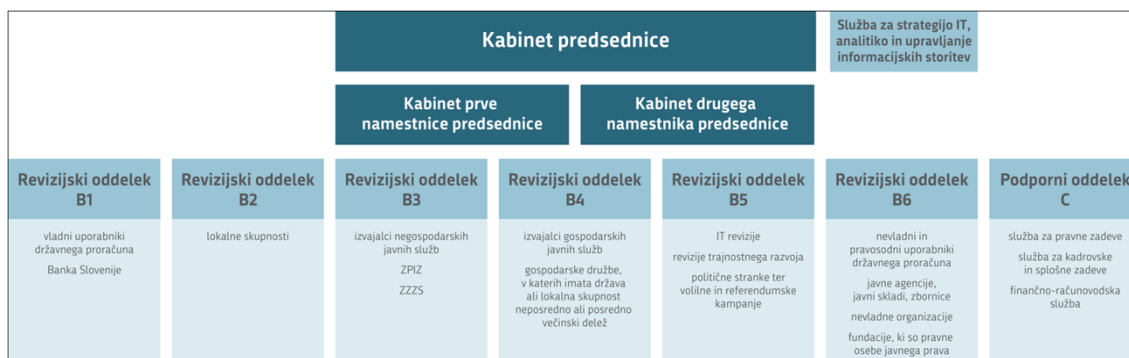 Kabinet predsednice
Služba za strategijo IT,
analitiko in upravljanje
informacijskih storitev
Kabinet prve
namestnice predsednice
Kabinet drugega
namestnika predsednice
Revizijski oddelek
B1
vladni uporabniki
državnega proračuna
Banka Slovenije
Revizijski oddelek
B2
lokalne skupnosti
Revizijski oddelek
B3
izvajalci negospodarskih
javnih služb
ZPIZ
ZZZS
Revizijski oddelek
B4
izvajalci gospodarskih
javnih služb
gospodarske družbe,
v katerih imata država
ali lokalna skupnost
neposredno ali posredno
večinski delež
Revizijski oddelek
B5
IT revizije
revizije trajnostnega razvoja
politične stranke ter
volilne in referendumske
kampanje
Revizijski oddelek
B6
nevladni in
pravosodni uporabniki
državnega proračuna
javne agencije,
javni skladi, zbornice
nevladne organizacije
fundacije, ki so pravne
osebe javnega prava
Podporni oddelek
C
služba za pravne zadeve
služba za kadrovske
in splošne zadeve
finančno-računovodska
služba